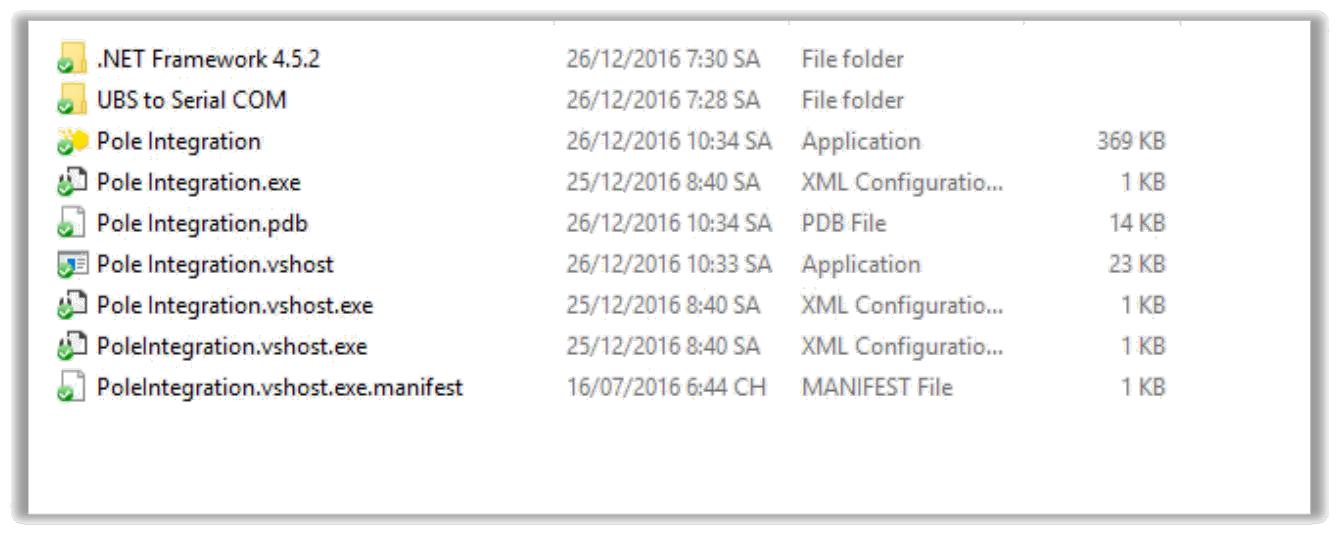 .NET Framework 4.5.2 26/12/2016 7:30 SA File folder
UBS to Serial COM 26/12/2016 7:28 SA File folder
Pole Integration 26/12/2016 10:34 SA Application 369 KB
Pole Integration.exe 25/12/2016 8:40 SA XML Configuratio... 1 KB
Pole Integration.pdb 26/12/2016 10:34 SA PDB File 14 KB
Pole Integration.vshost 26/12/2016 10:33 SA Application 23 KB
Pole Integration.vshost.exe 25/12/2016 8:40 SA XML Configuratio... 1 KB
PoleIntegration.vshost.exe 25/12/2016 8:40 SA XML Configuratio... 1 KB
PoleIntegration.vshost.exe.manifest 16/07/2016 6:44 CH MANIFEST File 1 KB